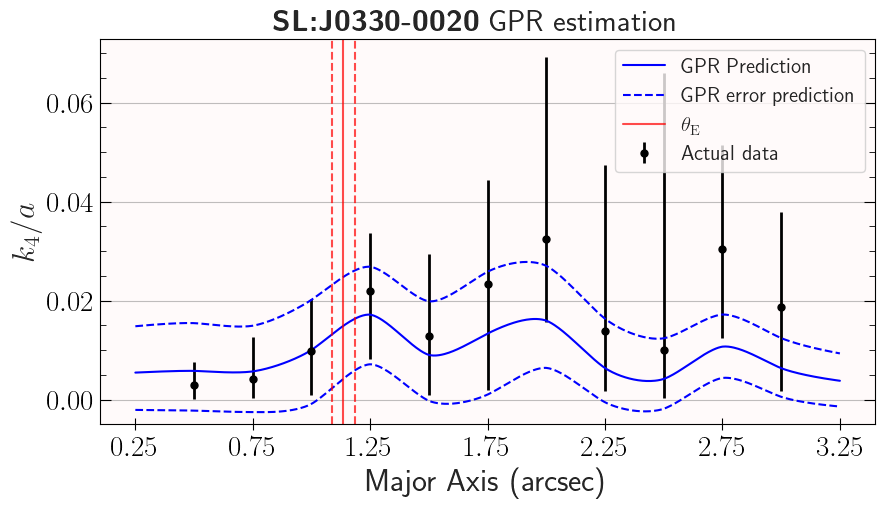 SL:J0330-0020 GPR estimation
GPR Prediction
GPR error prediction
θ_E
Actual data
k₄/a
0.06
0.04
0.02
0.00
0.25 0.75 1.25 1.75 2.25 2.75 3.25
Major Axis (arcsec)